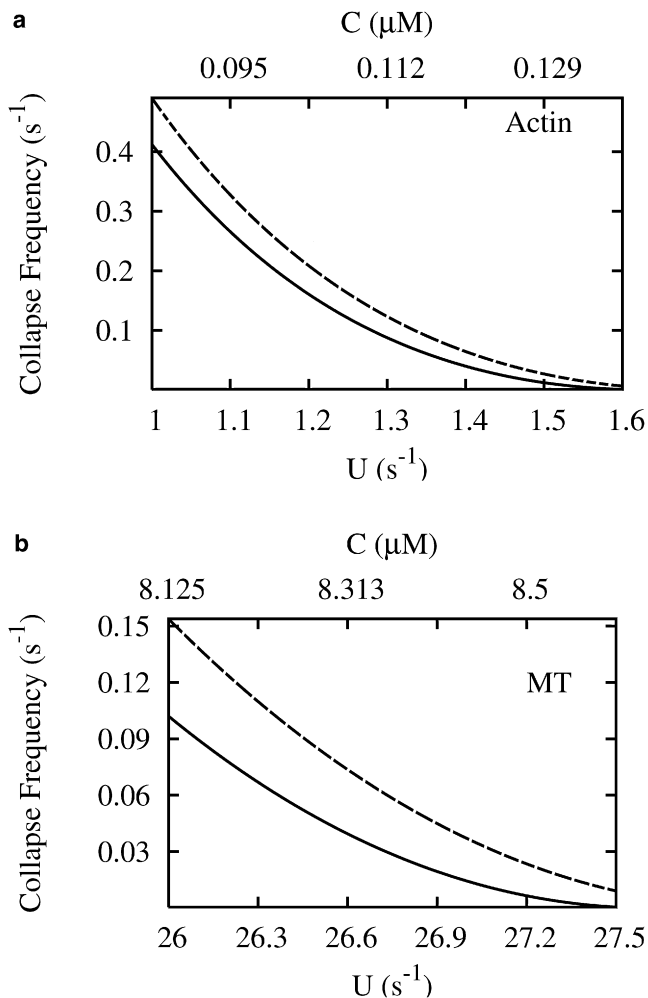 a
C (μM)
0.095 0.112 0.129
Actin
Collapse Frequency (s⁻¹)
0.4
0.3
0.2
0.1
1 1.1 1.2 1.3 1.4 1.5 1.6
U (s⁻¹)
b
C (μM)
8.125 8.313 8.5
MT
Collapse Frequency (s⁻¹)
0.15
0.12
0.09
0.06
0.03
26 26.3 26.6 26.9 27.2 27.5
U (s⁻¹)